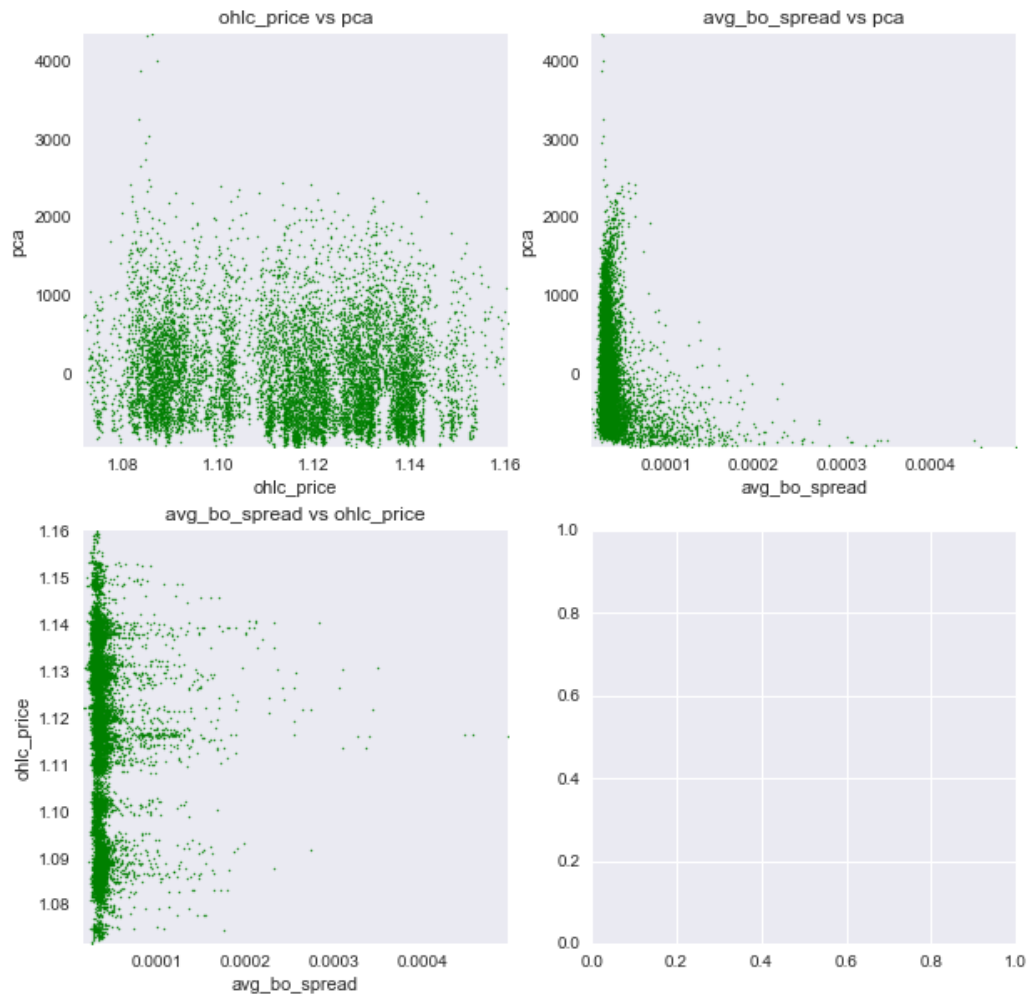 ohlc_price vs pca
4000
3000
2000
1000
0
pca
1.08 1.10 1.12 1.14 1.16
ohlc_price
avg_bo_spread vs pca
4000
3000
2000
1000
0
pca
0.0001 0.0002 0.0003 0.0004
avg_bo_spread
avg_bo_spread vs ohlc_price
1.16
1.15
1.14
1.13
1.12
1.11
1.10
1.09
1.08
ohlc_price
0.0001 0.0002 0.0003 0.0004
avg_bo_spread
1.0
0.8
0.6
0.4
0.2
0.0
0.0 0.2 0.4 0.6 0.8 1.0